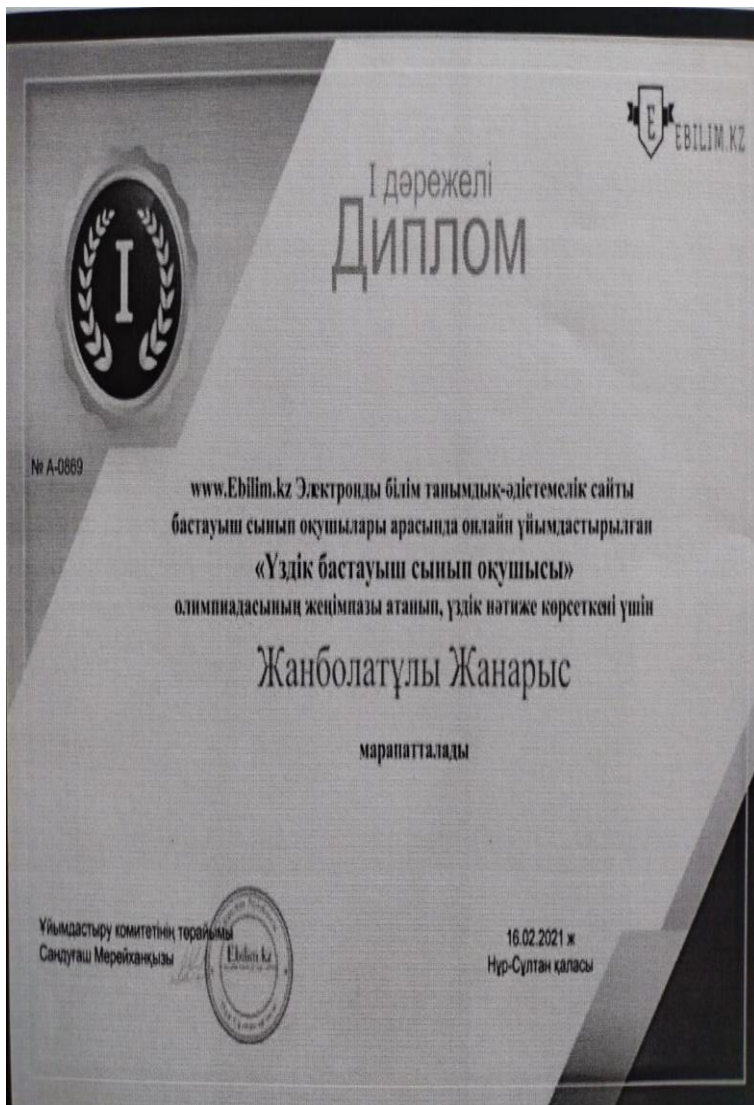 E
EBILIM.KZ
I дәрежелі
Диплом
I
№ А-0869
www.Ebilim.kz Электронды білім танымдық-әдістемелік сайты
бастауыш сынып оқушылары арасында онлайн ұйымдастырылған
«Үздік бастауыш сынып оқушысы»
олимпиадасының жеңімпазы атанып, үздік нәтиже көрсеткені үшін
Жанболатұлы Жанарыс
марапатталады
Ұйымдастыру комитетінің төрайымы
Сандуғаш Мерейханқызы
Ebilim.kz
16.02.2021 ж
Нұр-Сұлтан қаласы